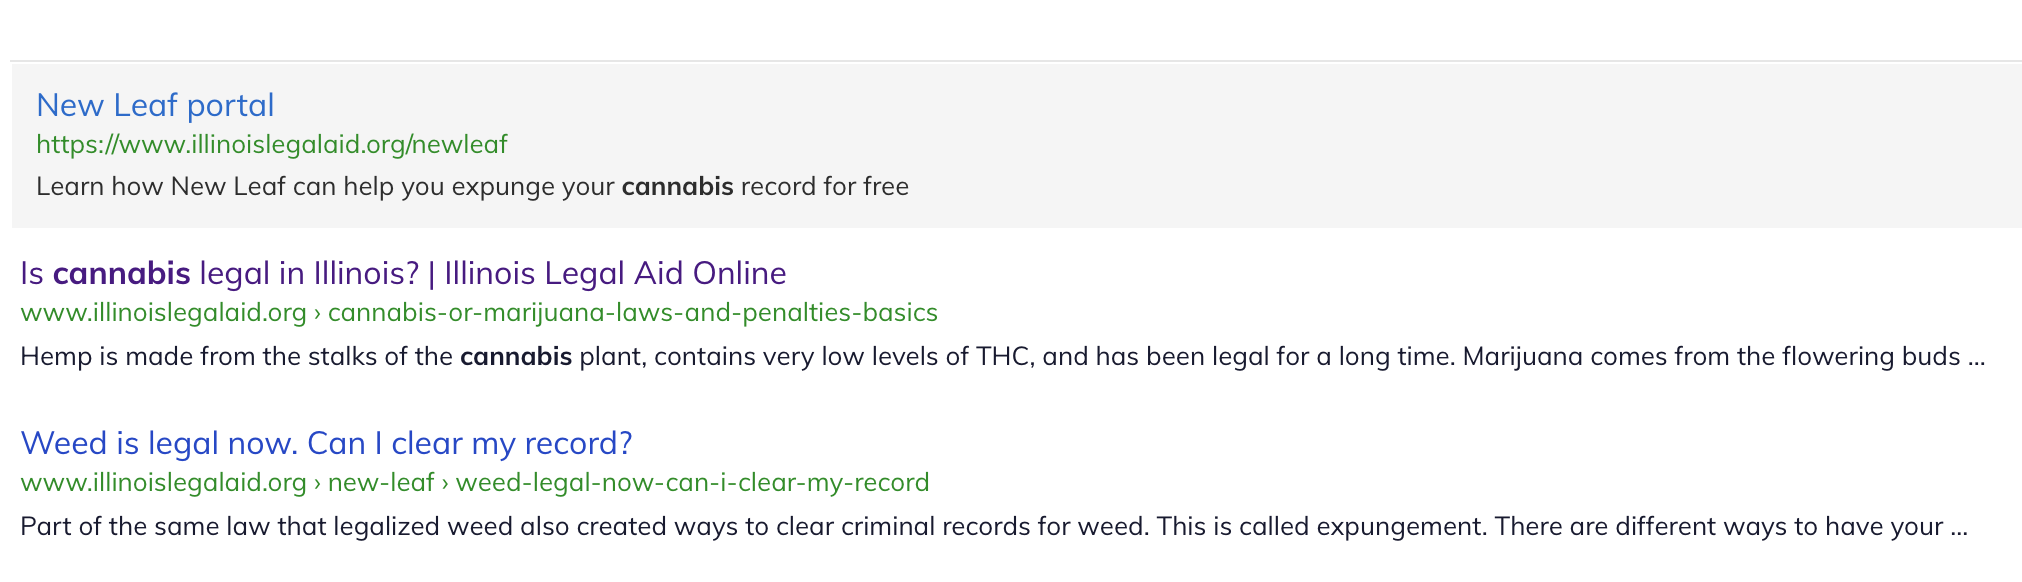 New Leaf portal
https://www.illinoislegalaid.org/newleaf
Learn how New Leaf can help you expunge your cannabis record for free
Is cannabis legal in Illinois? | Illinois Legal Aid Online
www.illinoislegalaid.org › cannabis-or-marijuana-laws-and-penalties-basics
Hemp is made from the stalks of the cannabis plant, contains very low levels of THC, and has been legal for a long time. Marijuana comes from the flowering buds ...
Weed is legal now. Can I clear my record?
www.illinoislegalaid.org › new-leaf › weed-legal-now-can-i-clear-my-record
Part of the same law that legalized weed also created ways to clear criminal records for weed. This is called expungement. There are different ways to have your ...